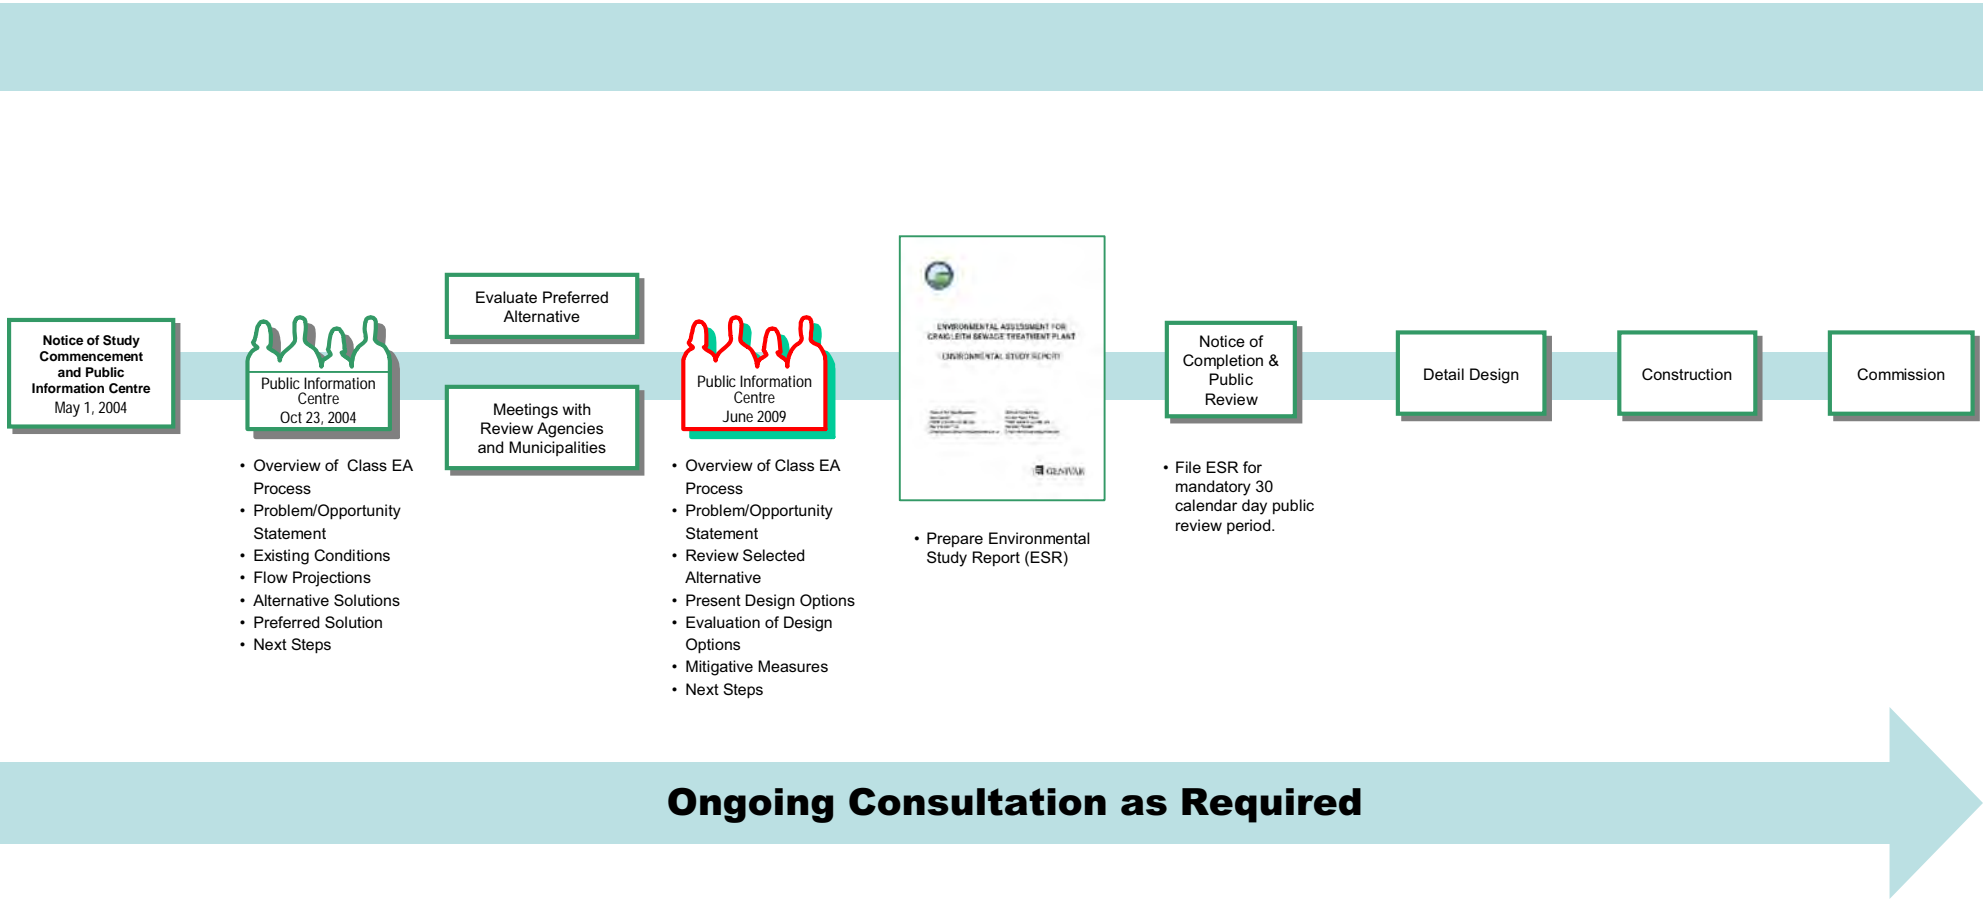 Notice of Study
Commencement
and Public
Information Centre
May 1, 2004
Public Information
Centre
Oct 23, 2004
• Overview of Class EA
Process
• Problem/Opportunity
Statement
• Existing Conditions
• Flow Projections
• Alternative Solutions
• Preferred Solution
• Next Steps
Evaluate Preferred
Alternative
Meetings with
Review Agencies
and Municipalities
Public Information
Centre
June 2009
• Overview of Class EA
Process
• Problem/Opportunity
Statement
• Review Selected
Alternative
• Present Design Options
• Evaluation of Design
Options
• Mitigative Measures
• Next Steps
ENVIRONMENTAL ASSESSMENT FOR
CRAIGLEITH SEWAGE TREATMENT PLANT
ENVIRONMENTAL STUDY REPORT
GENIVAR
• Prepare Environmental
Study Report (ESR)
Notice of
Completion &
Public
Review
• File ESR for
mandatory 30
calendar day public
review period.
Detail Design
Construction
Commission
Ongoing Consultation as Required